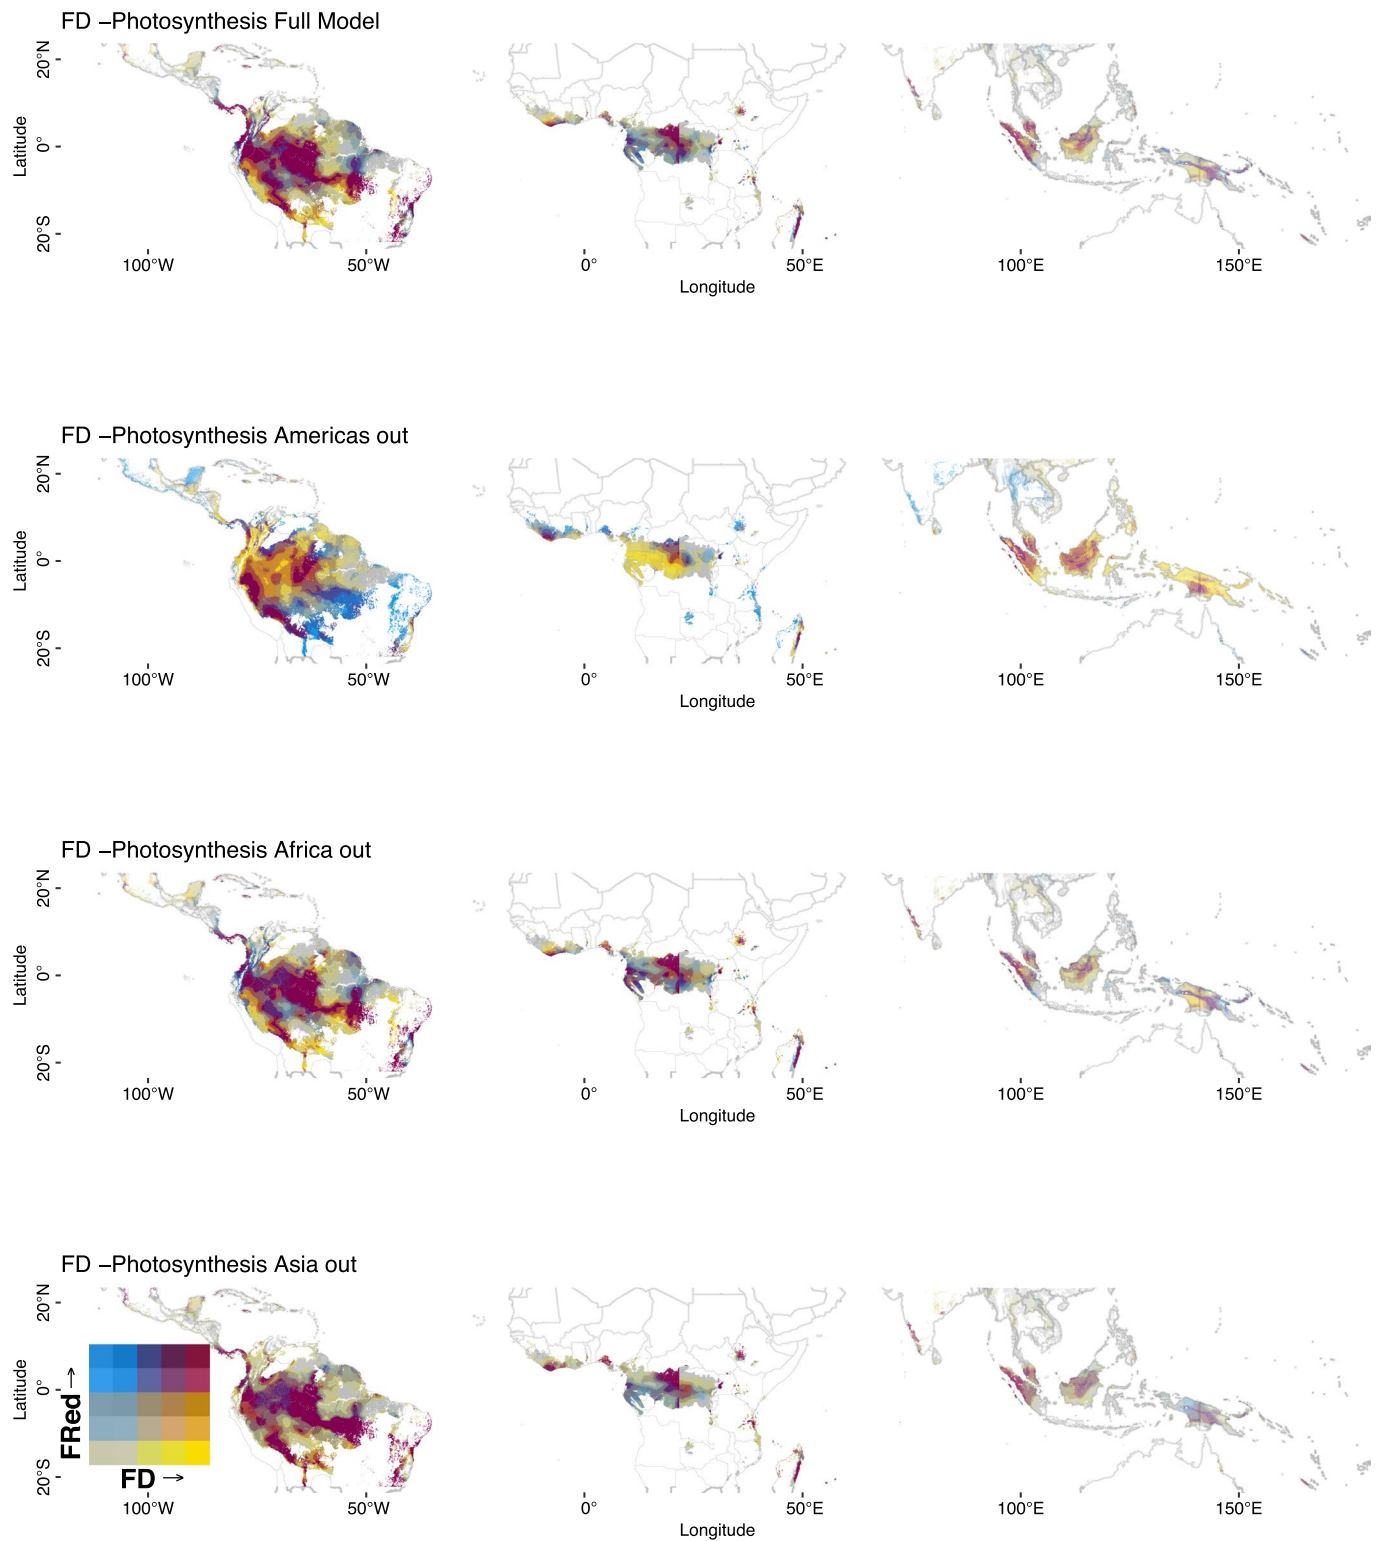 FD –Photosynthesis Full Model
20°N
0°
20°S
Latitude
100°W
50°W
0°
50°E
100°E
150°E
Longitude
FD –Photosynthesis Americas out
20°N
0°
20°S
Latitude
100°W
50°W
0°
50°E
100°E
150°E
Longitude
FD –Photosynthesis Africa out
20°N
0°
20°S
Latitude
100°W
50°W
0°
50°E
100°E
150°E
Longitude
FD –Photosynthesis Asia out
20°N
0°
20°S
Latitude
FRed →
FD →
100°W
50°W
0°
50°E
100°E
150°E
Longitude